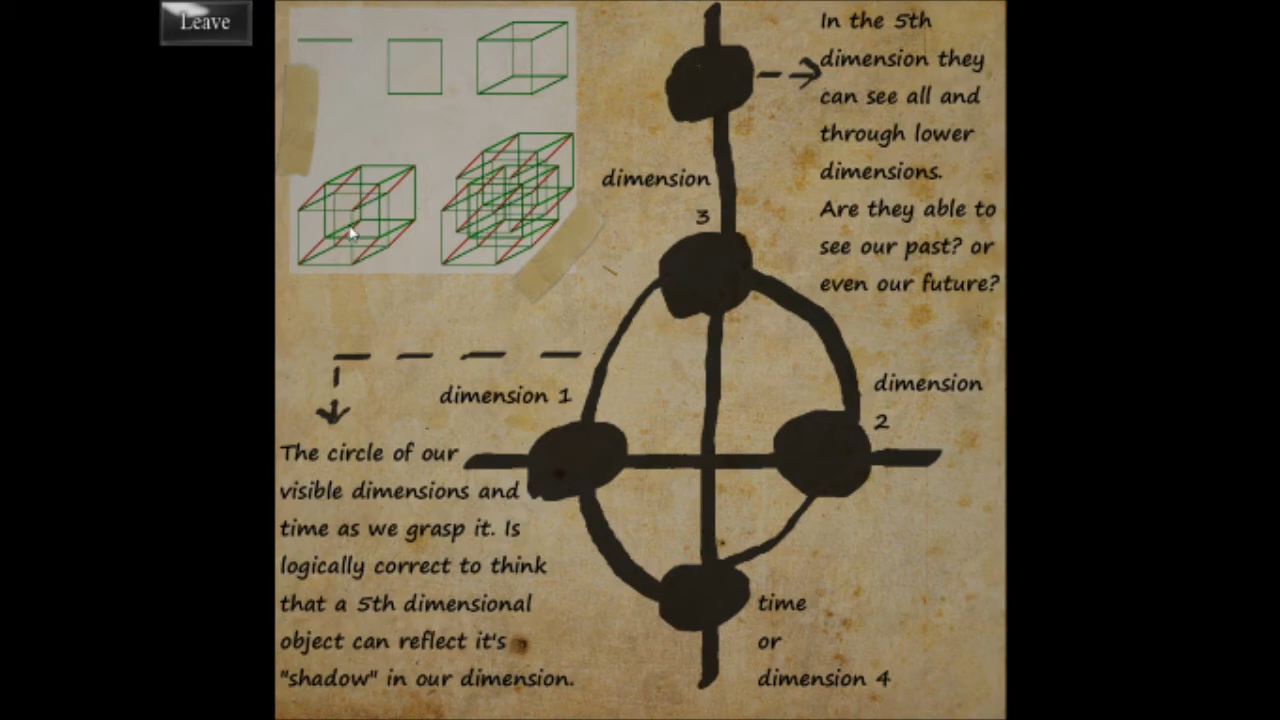 Leave
In the 5th
dimension they
can see all and
through lower
dimensions.
Are they able to
see our past? or
even our future?
dimension
3
dimension 1
dimension
2
The circle of our
visible dimensions and
time as we grasp it. Is
logically correct to think
that a 5th dimensional
object can reflect it's
"shadow" in our dimension.
time
or
dimension 4